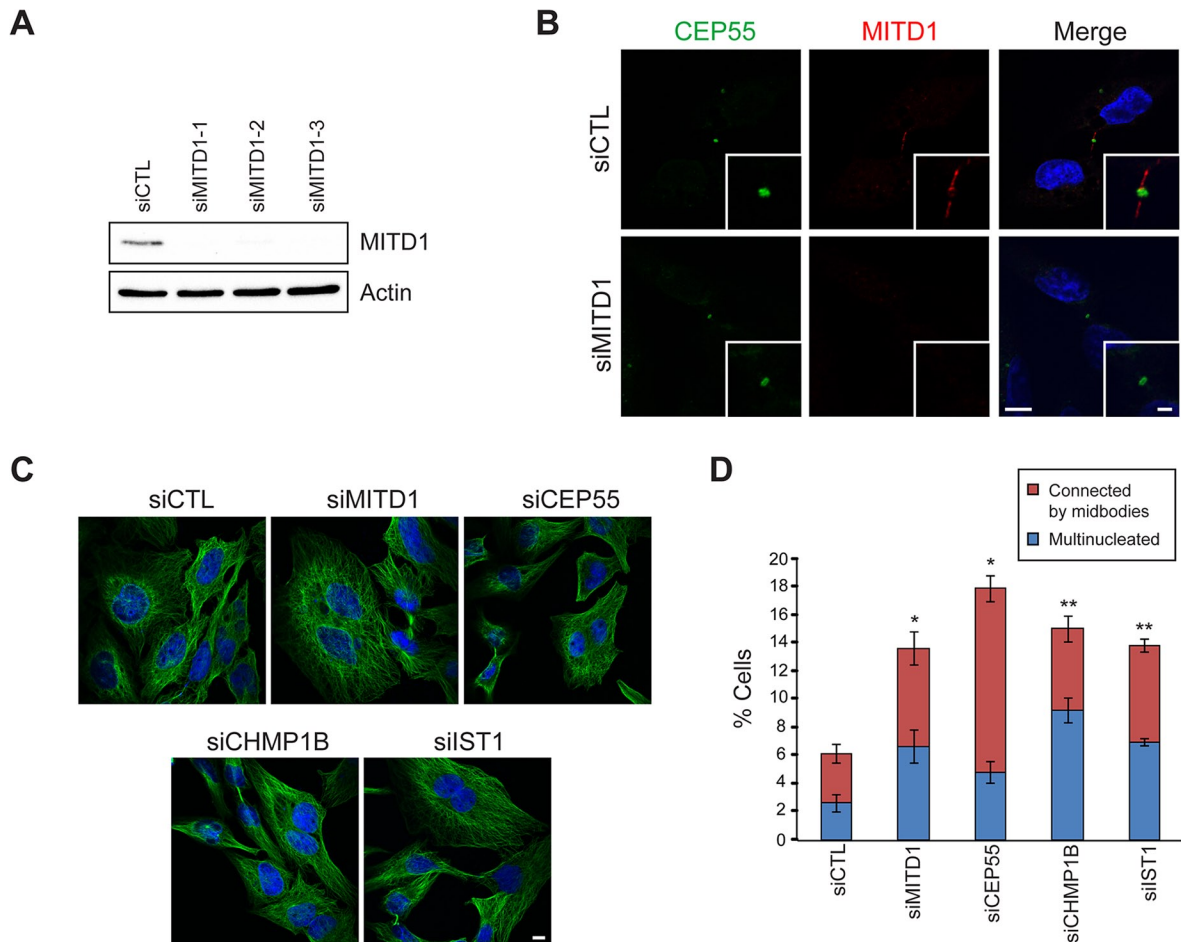 A
siCTL
siMITD1-1
siMITD1-2
siMITD1-3
MITD1
Actin
B
CEP55
MITD1
Merge
siCTL
siMITD1
C
siCTL
siMITD1
siCEP55
siCHMP1B
siIST1
D
Connected
by midbodies
Multinucleated
% Cells
20
18
16
14
12
10
8
6
4
2
0
*
*
**
**
siCTL
siMITD1
siCEP55
siCHMP1B
siIST1